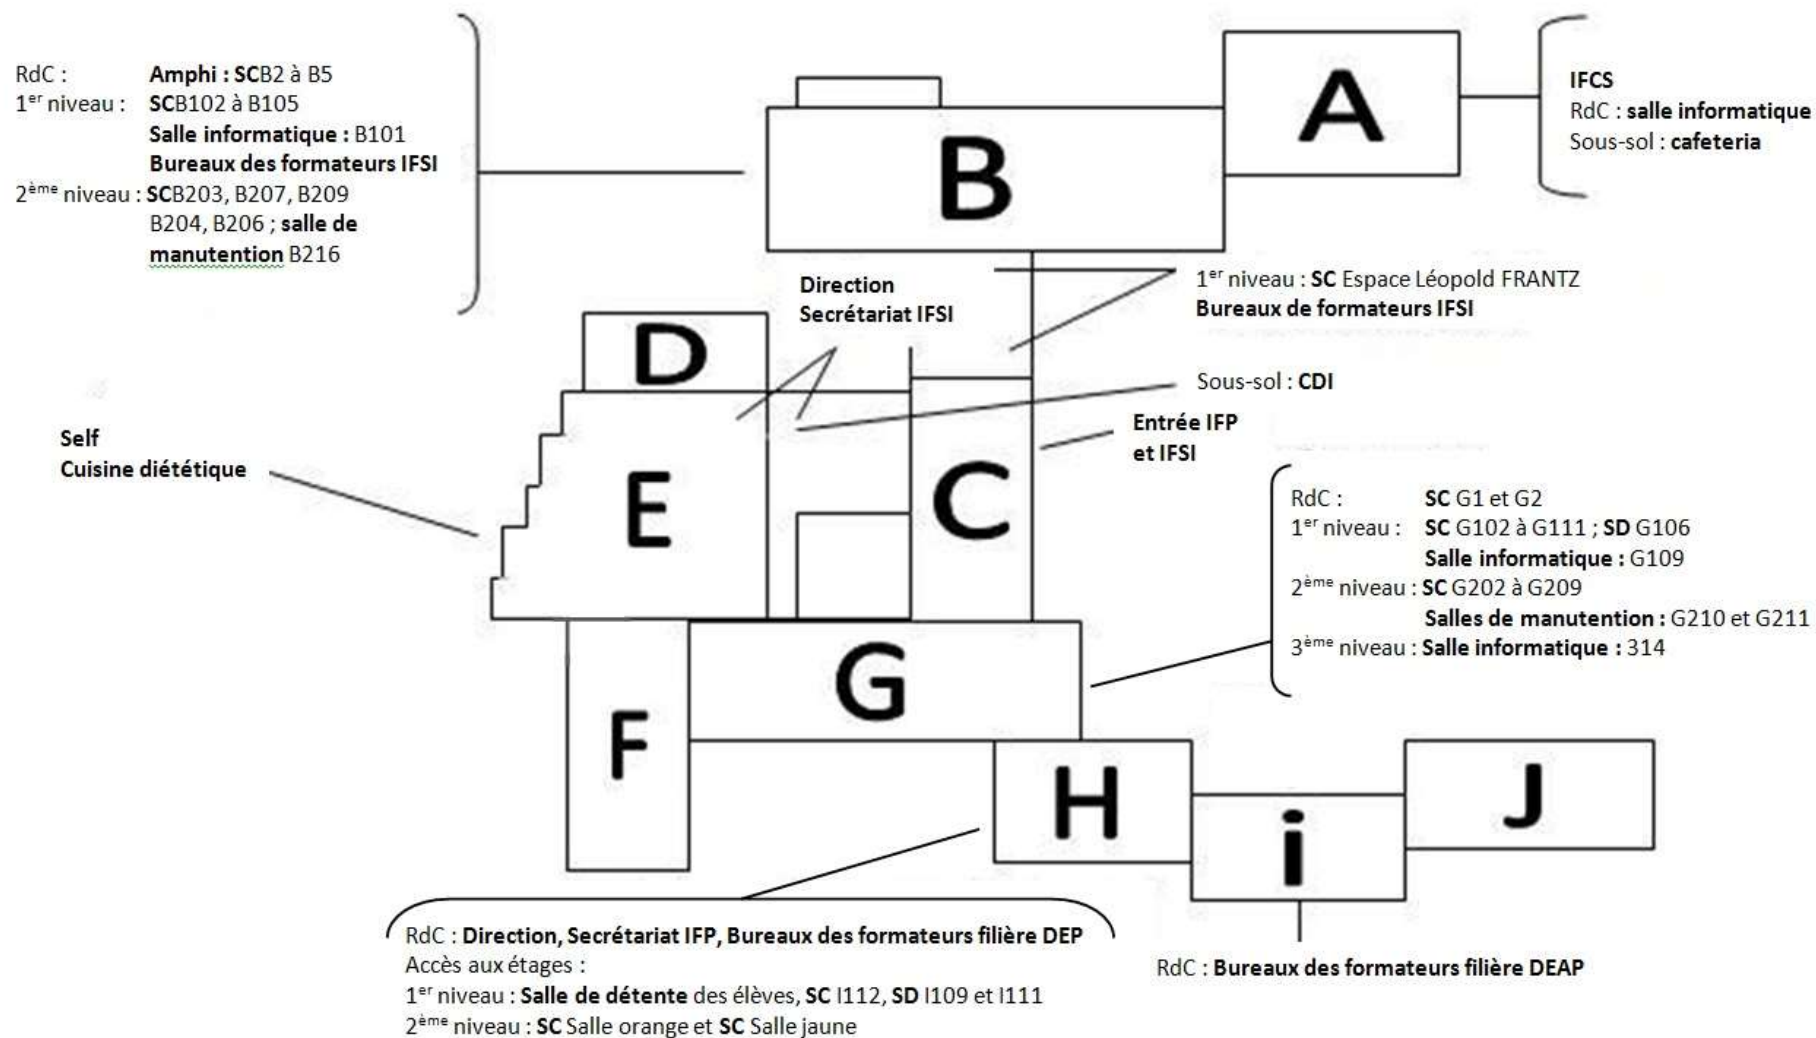 RdC : Amphi : SCB2 à B5
1er niveau : SCB102 à B105
Salle informatique : B101
Bureaux des formateurs IFSI
2ème niveau : SCB203, B207, B209
B204, B206 ; salle de
manutention B216
B
A
IFCS
RdC : salle informatique
Sous-sol : cafeteria
Direction
Secrétariat IFSI
1er niveau : SC Espace Léopold FRANTZ
Bureaux de formateurs IFSI
D
Sous-sol : CDI
Entrée IFP
et IFSI
Self
Cuisine diététique
E
C
RdC : SC G1 et G2
1er niveau : SC G102 à G111 ; SD G106
Salle informatique : G109
2ème niveau : SC G202 à G209
Salles de manutention : G210 et G211
3ème niveau : Salle informatique : 314
G
F
H
i
J
RdC : Direction, Secrétariat IFP, Bureaux des formateurs filière DEP
Accès aux étages :
1er niveau : Salle de détente des élèves, SC I112, SD I109 et I111
2ème niveau : SC Salle orange et SC Salle jaune
RdC : Bureaux des formateurs filière DEAP